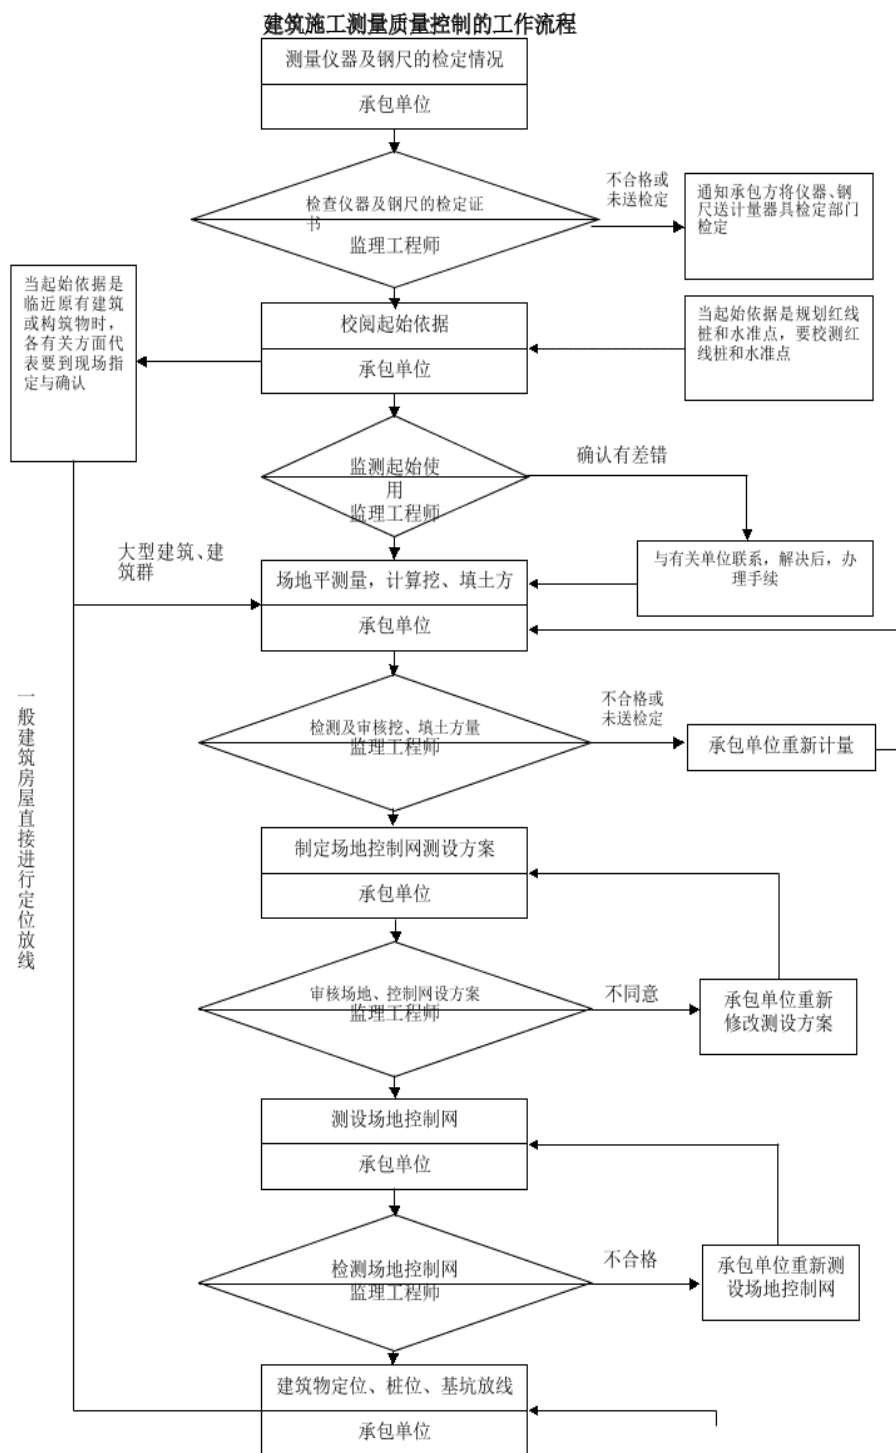 建筑施工测量质量控制的工作流程
测量仪器及钢尺的检定情况
承包单位
检查仪器及钢尺的检定证
书
监理工程师
不合格或
未送检定
通知承包方将仪器、钢
尺送计量器具检定部门
检定
当起始依据是
临近原有建筑
或构筑物时，
各有关方面代
表要到现场指
定与确认
校阅起始依据
承包单位
当起始依据是规划红线
桩和水准点，要校测红
线桩和水准点
监测起始使
用
监理工程师
确认有差错
与有关单位联系，解决后，办
理手续
大型建筑、建
筑群
场地平测量，计算挖、填土方
承包单位
一般建筑房屋直接进行定位放线
检测及审核挖、填土方量
监理工程师
不合格或
未送检定
承包单位重新计量
制定场地控制网测设方案
承包单位
审核场地、控制网设方案
监理工程师
不同意
承包单位重新
修改测设方案
测设场地控制网
承包单位
检测场地控制网
监理工程师
不合格
承包单位重新测
设场地控制网
建筑物定位、桩位、基坑放线
承包单位